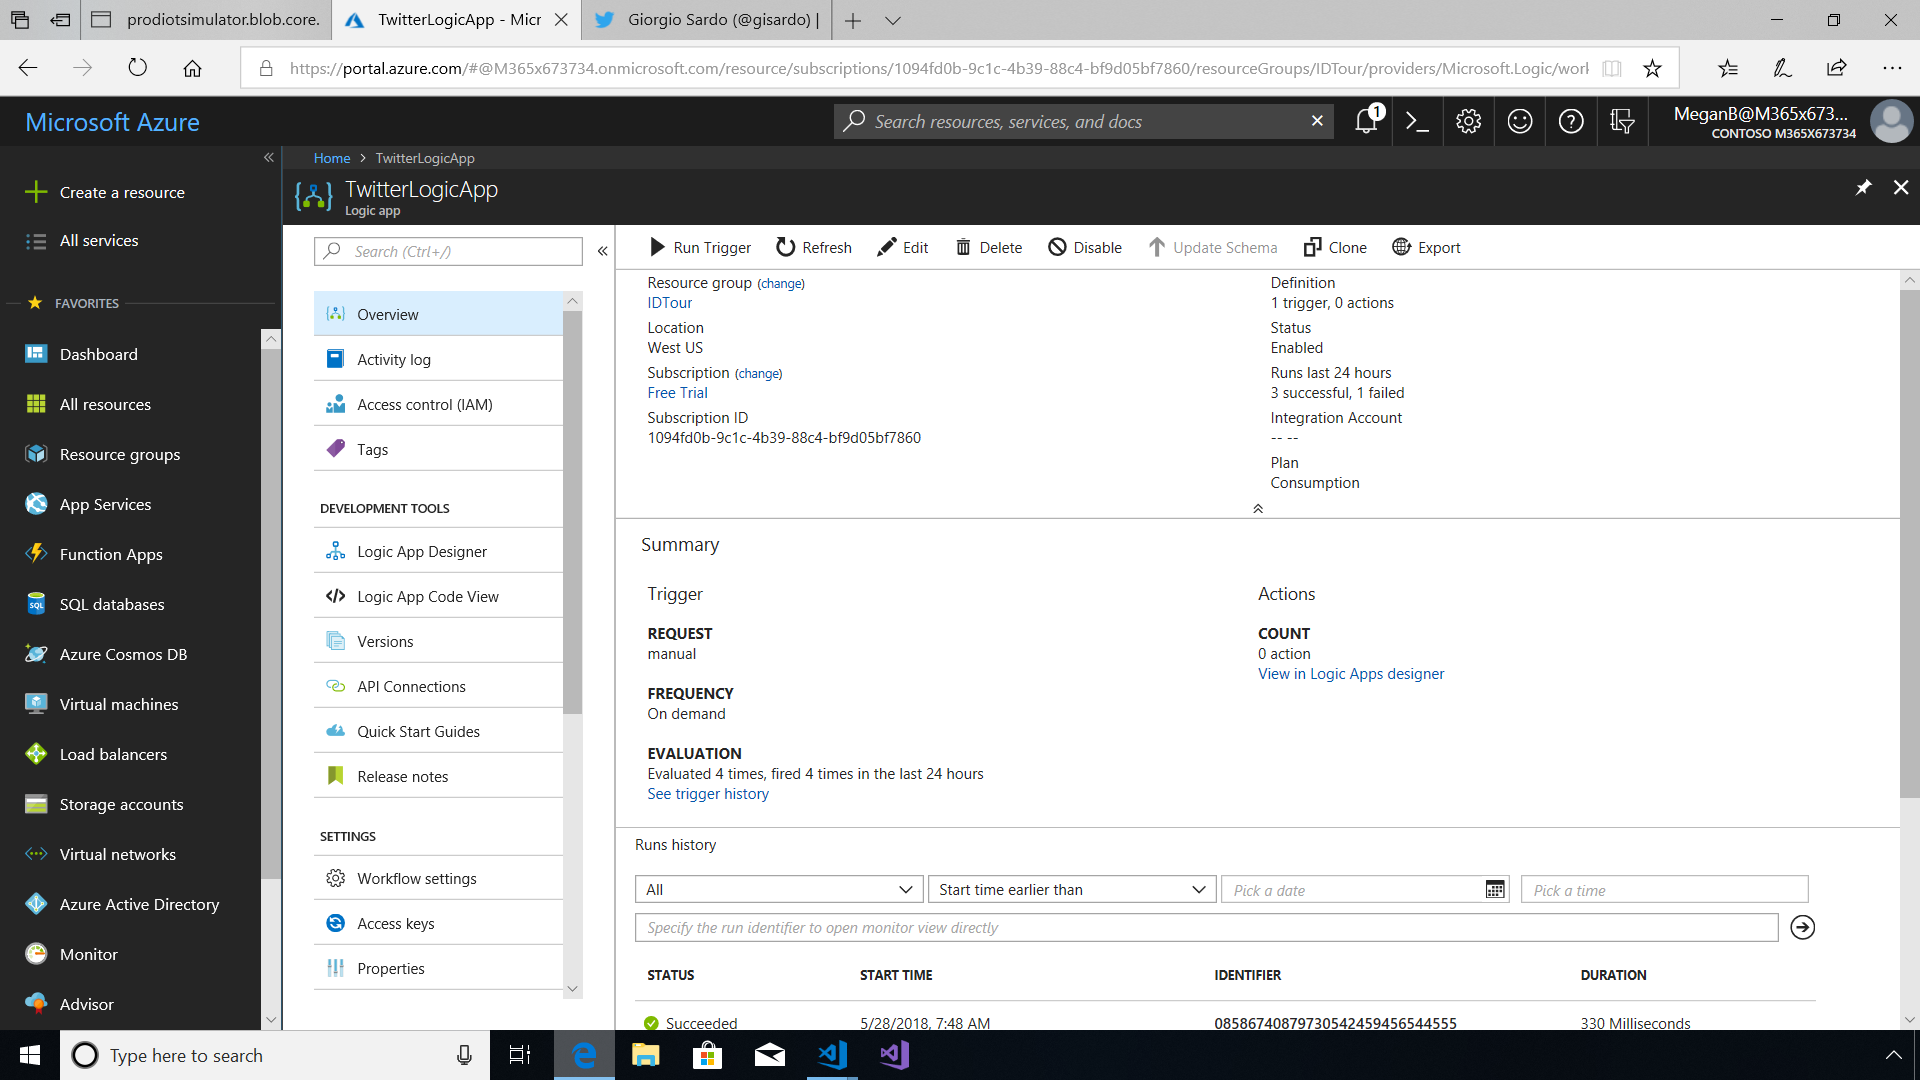 prodiotsimulator.blob.core.
TwitterLogicApp - Micr
Giorgio Sardo (@gisardo) |
https://portal.azure.com/#@M365x673734.onmicrosoft.com/resource/subscriptions/1094fd0b-9c1c-4b39-88c4-bf9d05bf7860/resourceGroups/IDTour/providers/Microsoft.Logic/work
Microsoft Azure
Search resources, services, and docs
1
MeganB@M365x673...
CONTOSO M365X673734
Create a resource
All services
FAVORITES
Dashboard
All resources
Resource groups
App Services
Function Apps
SQL databases
Azure Cosmos DB
Virtual machines
Load balancers
Storage accounts
Virtual networks
Azure Active Directory
Monitor
Advisor
Home > TwitterLogicApp
TwitterLogicApp
Logic app
Search (Ctrl+/)
Overview
Activity log
Access control (IAM)
Tags
DEVELOPMENT TOOLS
Logic App Designer
Logic App Code View
Versions
API Connections
Quick Start Guides
Release notes
SETTINGS
Workflow settings
Access keys
Properties
Run Trigger
Refresh
Edit
Delete
Disable
Update Schema
Clone
Export
Resource group (change)
IDTour
Location
West US
Subscription (change)
Free Trial
Subscription ID
1094fd0b-9c1c-4b39-88c4-bf9d05bf7860
Definition
1 trigger, 0 actions
Status
Enabled
Runs last 24 hours
3 successful, 1 failed
Integration Account
-- --
Plan
Consumption
Summary
Trigger
REQUEST
manual
FREQUENCY
On demand
EVALUATION
Evaluated 4 times, fired 4 times in the last 24 hours
See trigger history
Actions
COUNT
0 action
View in Logic Apps designer
Runs history
All
Start time earlier than
Pick a date
Pick a time
Specify the run identifier to open monitor view directly
STATUS START TIME IDENTIFIER DURATION
Succeeded 5/28/2018, 7:48 AM 08586740879730542459456544555 330 Milliseconds
Type here to search